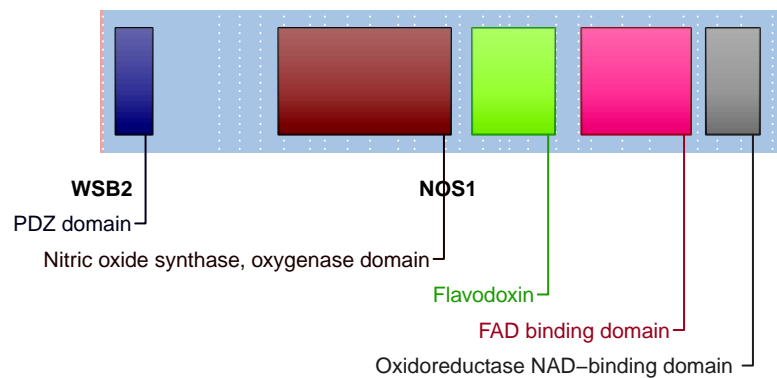 WSB2 NOS1
PDZ domain
Nitric oxide synthase, oxygenase domain
Flavodoxin
FAD binding domain
Oxidoreductase NAD−binding domain